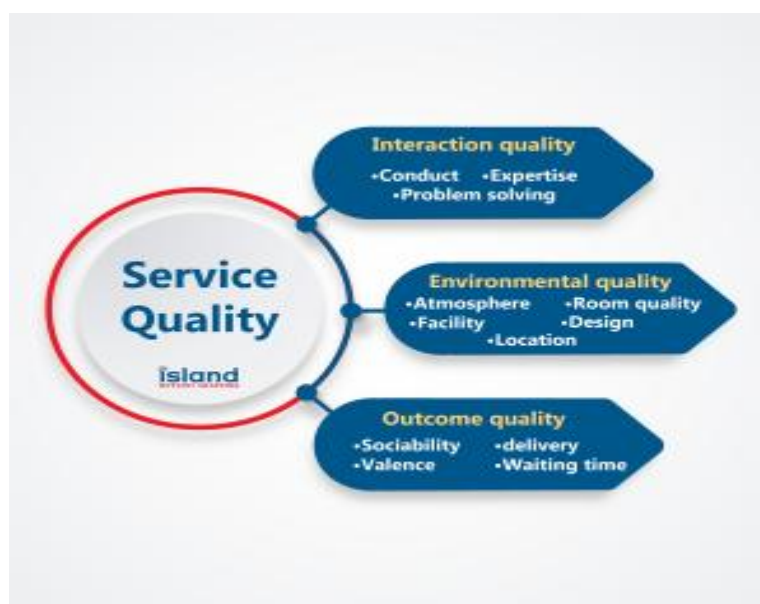 Interaction quality
•Conduct •Expertise
•Problem solving
Service
Quality
island
Environmental quality
•Atmosphere •Room quality
•Facility •Design
•Location
Outcome quality
•Sociability •delivery
•Valence •Waiting time